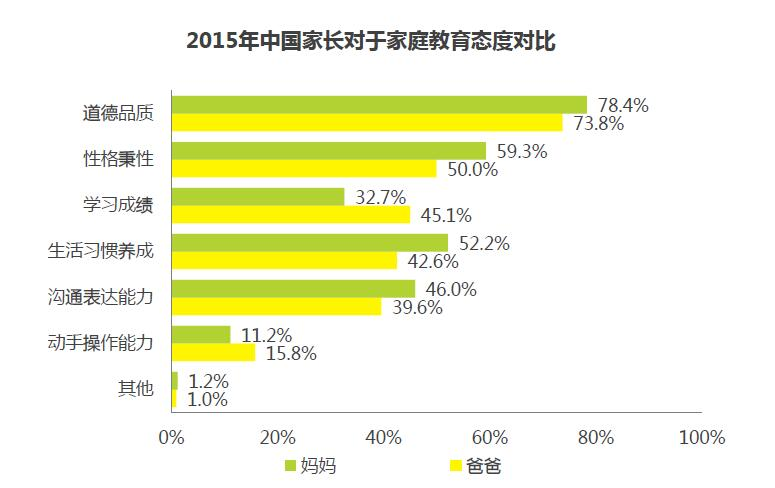 2015年中国家长对于家庭教育态度对比
道德品质
78.4%
73.8%
性格秉性
59.3%
50.0%
学习成绩
32.7%
45.1%
生活习惯养成
52.2%
42.6%
沟通表达能力
46.0%
39.6%
动手操作能力
11.2%
15.8%
其他
1.2%
1.0%
0% 20% 40% 60% 80% 100%
妈妈 爸爸